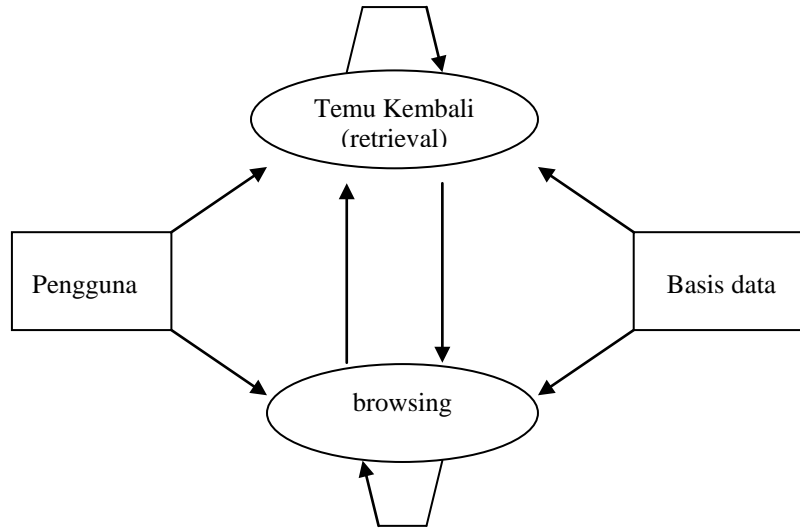 Temu Kembali
(retrieval)
Pengguna
Basis data
browsing